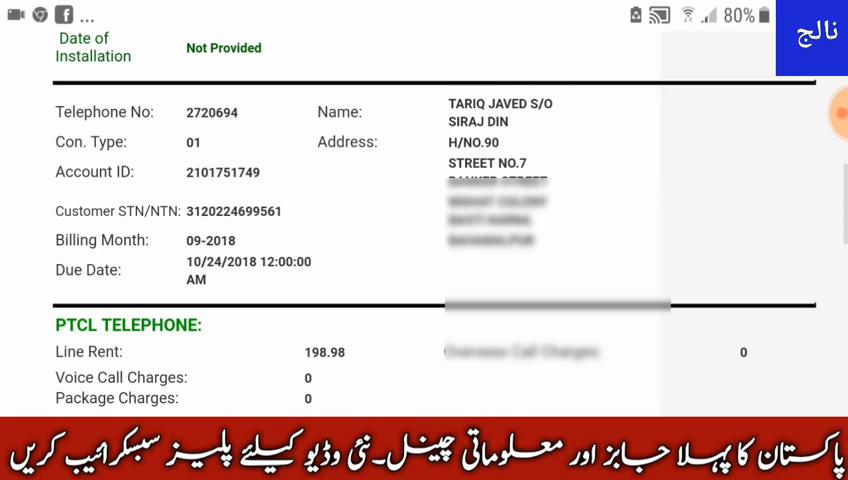 80%
نالج
Date of
Installation
Not Provided
Telephone No: 2720694
Name: TARIQ JAVED S/O
SIRAJ DIN
Con. Type: 01
Address: H/NO.90
STREET NO.7
Account ID: 2101751749
Customer STN/NTN: 3120224699561
Billing Month: 09-2018
Due Date: 10/24/2018 12:00:00
AM
PTCL TELEPHONE:
Line Rent: 198.98
0
Voice Call Charges: 0
Package Charges: 0
پاکستان کا پہلا جابز اور معلوماتی چینل۔نئی وڈیو کیلئے پلیز سبسکرائیب کریں